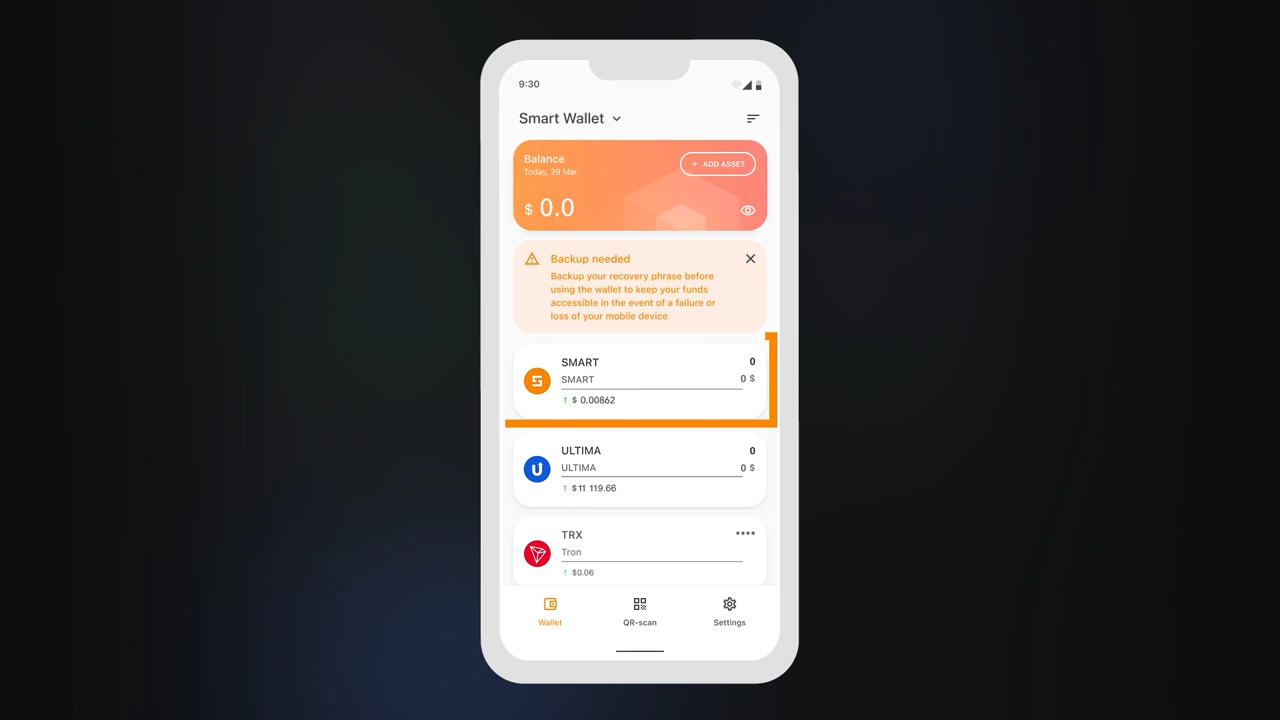 9:30
Smart Wallet
Balance
Today, 29 Mar
+ ADD ASSET
$ 0.0
Backup needed
Backup your recovery phrase before
using the wallet to keep your funds
accessible in the event of a failure or
loss of your mobile device
SMART 0
SMART 0 $
↑ $ 0.00862
ULTIMA 0
ULTIMA 0 $
↑ $11 119.66
TRX ****
Tron
↑ $0.06
Wallet QR-scan Settings